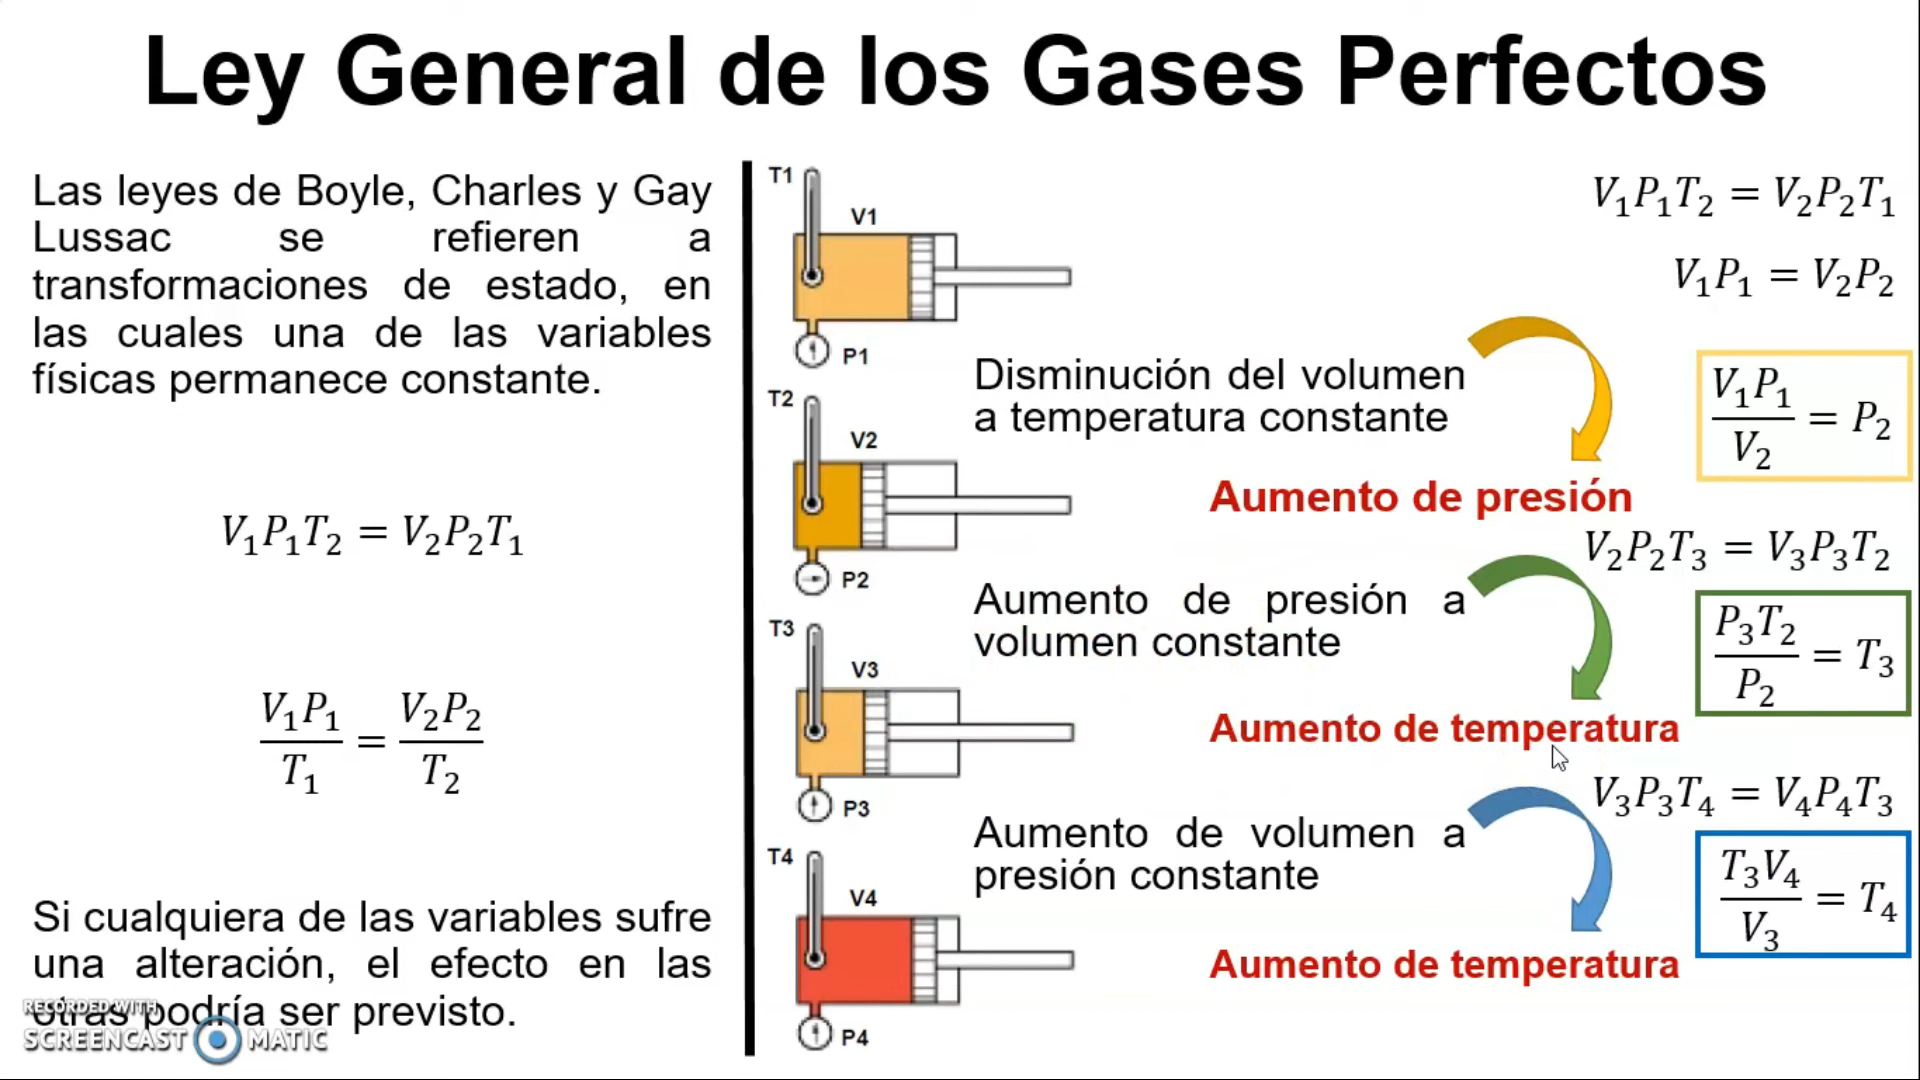 Ley General de los Gases Perfectos
Las leyes de Boyle, Charles y Gay
Lussac se refieren a
transformaciones de estado, en
las cuales una de las variables
físicas permanece constante.
V₁P₁T₂ = V₂P₂T₁
V₁P₁/T₁ = V₂P₂/T₂
Si cualquiera de las variables sufre
una alteración, el efecto en las
otras podría ser previsto.
RECORDED WITH
SCREENCAST MATIC
T1
V1
P1
T2
V2
P2
T3
V3
P3
T4
V4
P4
Disminución del volumen
a temperatura constante
Aumento de presión
Aumento de presión a
volumen constante
Aumento de temperatura
Aumento de volumen a
presión constante
Aumento de temperatura
V₁P₁T₂ = V₂P₂T₁
V₁P₁ = V₂P₂
V₁P₁/V₂ = P₂
V₂P₂T₃ = V₃P₃T₂
P₃T₂/P₂ = T₃
V₃P₃T₄ = V₄P₄T₃
T₃V₄/V₃ = T₄